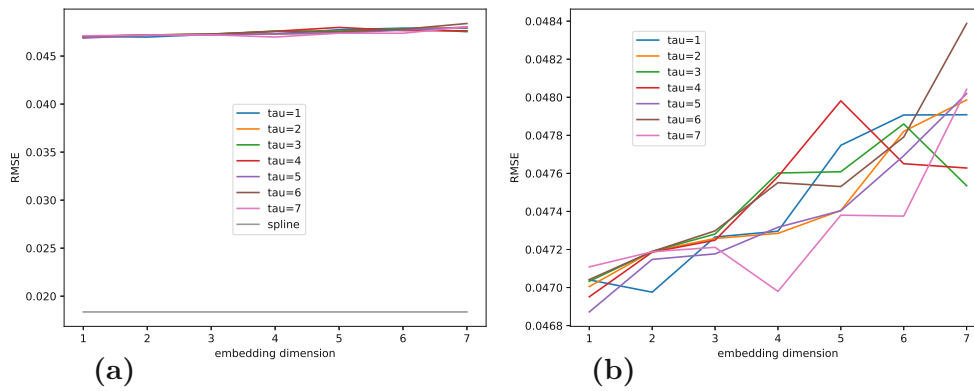 0.045
0.040
0.035
0.030
0.025
0.020
RMSE
tau=1
tau=2
tau=3
tau=4
tau=5
tau=6
tau=7
spline
1 2 3 4 5 6 7
embedding dimension
(a)
0.0484
0.0482
0.0480
0.0478
0.0476
0.0474
0.0472
0.0470
0.0468
RMSE
tau=1
tau=2
tau=3
tau=4
tau=5
tau=6
tau=7
1 2 3 4 5 6 7
embedding dimension
(b)